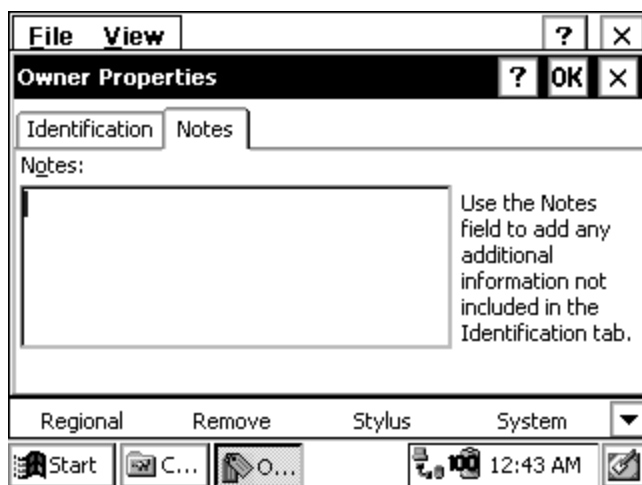 File View ? ×
Owner Properties ? OK ×
Identification Notes
Notes:
Use the Notes
field to add any
additional
information not
included in the
Identification tab.
Regional Remove Stylus System
Start C... O... 100 12:43 AM